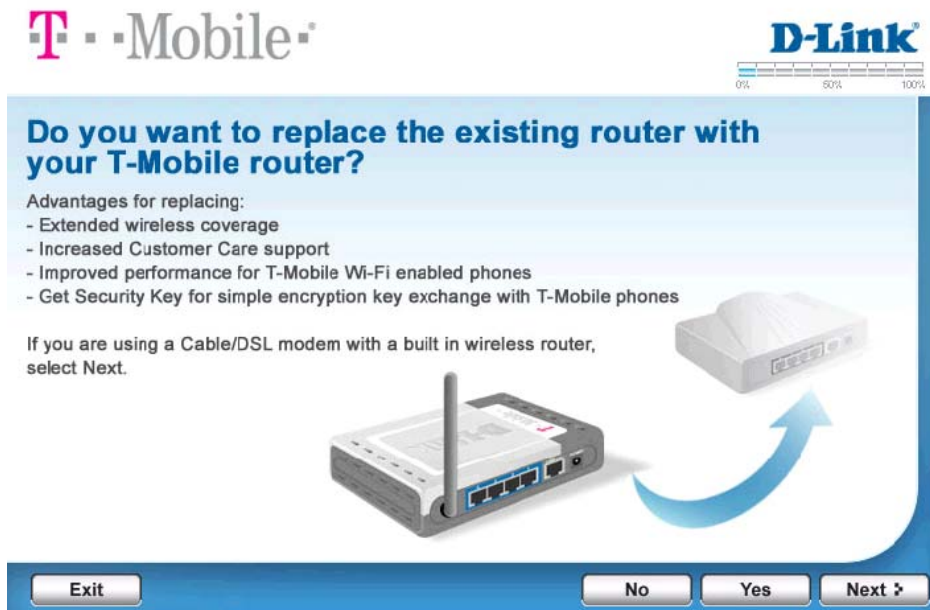 T · · Mobile ·
D-Link
0% 50% 100%
Do you want to replace the existing router with
your T-Mobile router?
Advantages for replacing:
- Extended wireless coverage
- Increased Customer Care support
- Improved performance for T-Mobile Wi-Fi enabled phones
- Get Security Key for simple encryption key exchange with T-Mobile phones
If you are using a Cable/DSL modem with a built in wireless router,
select Next.
Exit
No
Yes
Next